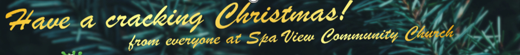 Have a cracking Christmas!
from everyone at Spa View Community Church